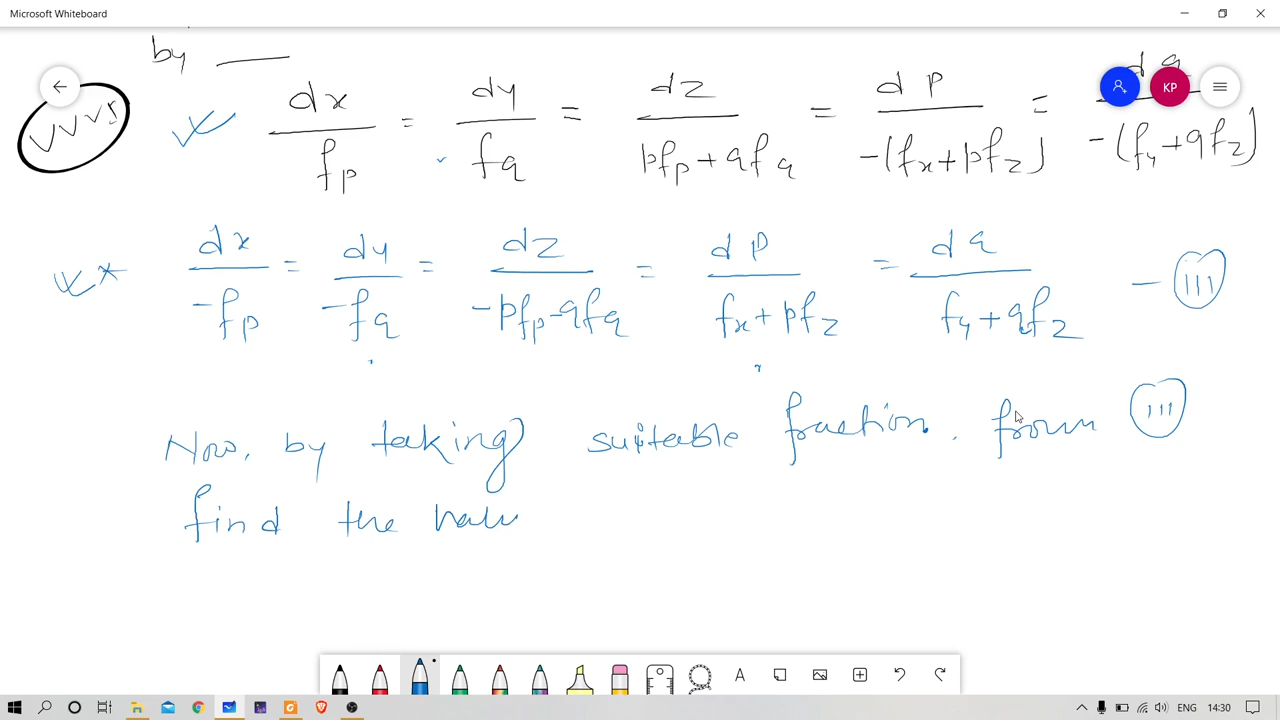 Microsoft Whiteboard
by ___
dx/fp = dy/fq = dz/pfp+qfq = dp/-(fx+pfz) = dq/-(fy+qfz)
KP
dx/-fp = dy/-fq = dz/-pfp-qfq = dp/fx+pfz = dq/fy+qfz - III
Now, by taking suitable fraction. from III
find the valu
A
ENG 14:30